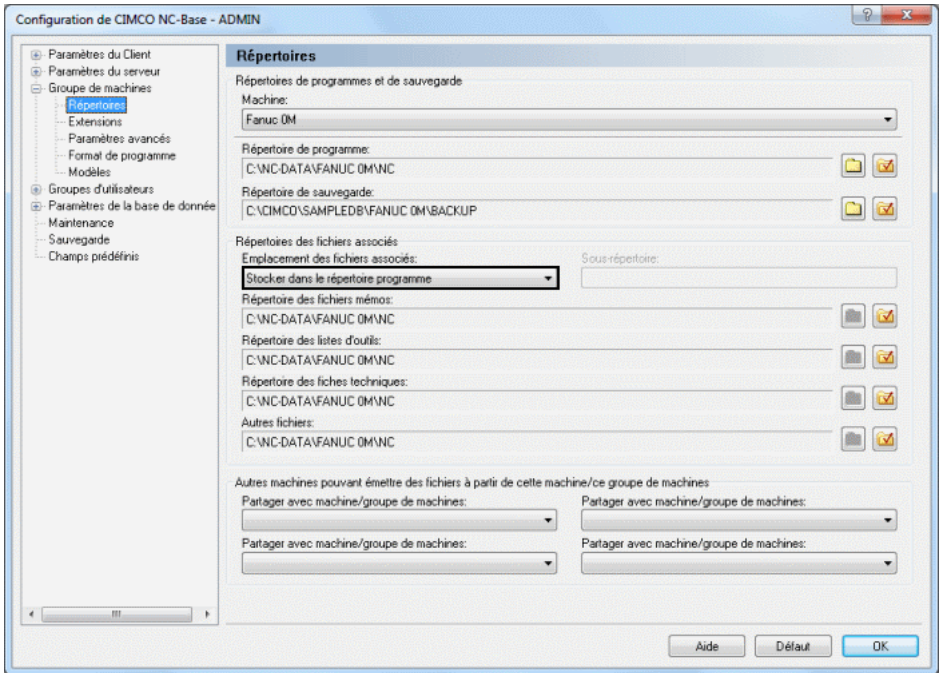 Configuration de CIMCO NC-Base - ADMIN
Paramètres du Client
Paramètres du serveur
Groupe de machines
Répertoires
Extensions
Paramètres avancés
Format de programme
Modèles
Groupes d'utilisateurs
Paramètres de la base de donnée
Maintenance
Sauvegarde
Champs prédéfinis
Répertoires
Répertoires de programmes et de sauvegarde
Machine:
Fanuc 0M
Répertoire de programme:
C:\NC-DATA\FANUC 0M\NC
Répertoire de sauvegarde:
C:\CIMCO\SAMPLEDB\FANUC 0M\BACKUP
Répertoires des fichiers associés
Emplacement des fichiers associés:
Sous-répertoire:
Stocker dans le répertoire programme
Répertoire des fichiers mémos:
C:\NC-DATA\FANUC 0M\NC
Répertoire des listes d'outils:
C:\NC-DATA\FANUC 0M\NC
Répertoire des fiches techniques:
C:\NC-DATA\FANUC 0M\NC
Autres fichiers:
C:\NC-DATA\FANUC 0M\NC
Autres machines pouvant émettre des fichiers à partir de cette machine/ce groupe de machines
Partager avec machine/groupe de machines:
Partager avec machine/groupe de machines:
Partager avec machine/groupe de machines:
Partager avec machine/groupe de machines:
Aide
Défaut
OK